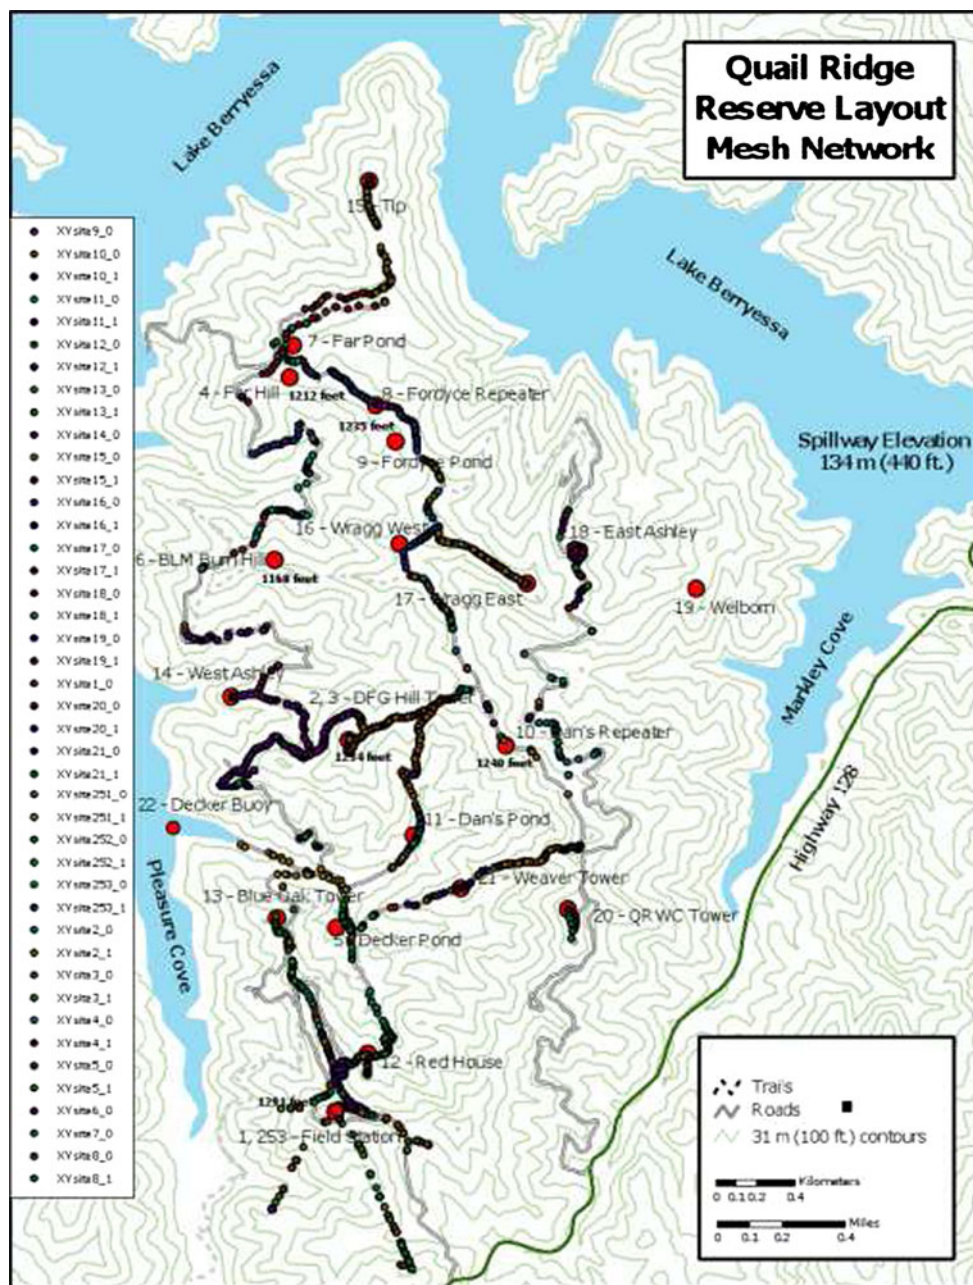 Quail Ridge
Reserve Layout
Mesh Network
Lake Berryessa
15 - Tip
Lake Berryessa
7 - Far Pond
4 - Far Hill
1212 feet
8 - Fordyce Repeater
1235 feet
9 - Fordyce Pond
Spillway Elevation
134 m (440 ft.)
16 - Wragg West
18 - East Ashley
6 - BLM Burn Hill
1168 feet
17 - Wragg East
19 - Welborn
14 - West Ashley
2, 3 - DFG Hill Tower
Markley Cove
10 - Dan's Repeater
1234 feet
1240 feet
22 - Decker Buoy
11 - Dan's Pond
Highway 128
21 - Weaver Tower
13 - Blue Oak Tower
20 - QR WC Tower
5 - Decker Pond
Pleasure Cove
12 - Red House
feet
1, 253 - Field Station
XYsite9_0
XYsite10_0
XYsite10_1
XYsite11_0
XYsite11_1
XYsite12_0
XYsite12_1
XYsite13_0
XYsite13_1
XYsite14_0
XYsite15_0
XYsite15_1
XYsite16_0
XYsite16_1
XYsite17_0
XYsite17_1
XYsite18_0
XYsite18_1
XYsite19_0
XYsite19_1
XYsite1_0
XYsite20_0
XYsite20_1
XYsite21_0
XYsite21_1
XYsite251_0
XYsite251_1
XYsite252_0
XYsite252_1
XYsite253_0
XYsite253_1
XYsite2_0
XYsite2_1
XYsite3_0
XYsite3_1
XYsite4_0
XYsite4_1
XYsite5_0
XYsite5_1
XYsite6_0
XYsite7_0
XYsite8_0
XYsite8_1
Trails
Roads
31 m (100 ft.) contours
Kilometers
0 0.1 0.2 0.4
Miles
0 0.2 0.4